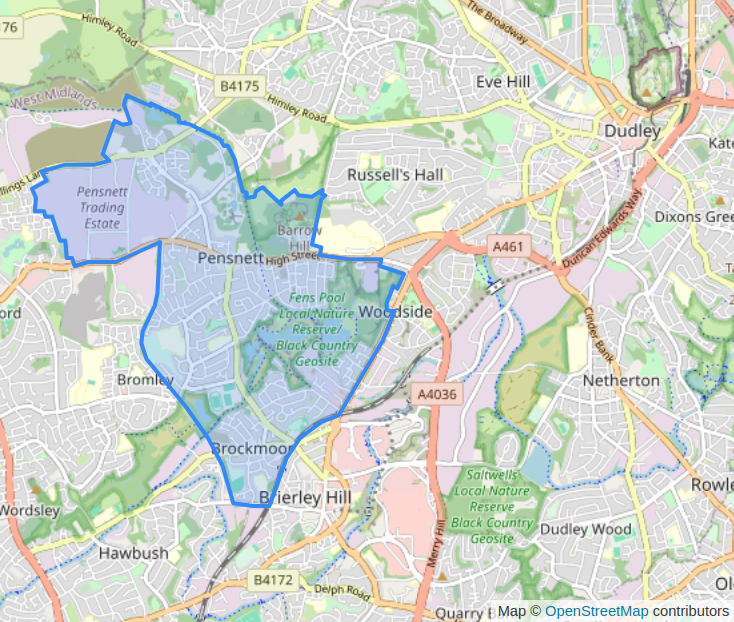 176
Himley Road
The Broadway
B4175
Eve Hill
West Midlands
Himley Road
Dudley
Kate
Russell's Hall
llings Lane
Pensnett
Trading
Estate
Duncan Edwards Way
Dixons Gree
Barrow
Hill
A461
Pensnett
High Street
Fens Pool
Local Nature
Reserve/
Black Country
Geosite
Woodside
ord
Cinder Bank
Bromley
Netherton
A4036
Brockmoor
Saltwells
Local Nature
Reserve
Black Country
Geosite
Rowle
Brierley Hill
Wordsley
Dudley Wood
Hawbush
Merry Hill
B4172
Delph Road
Ol
Quarry B
Map © OpenStreetMap contributors